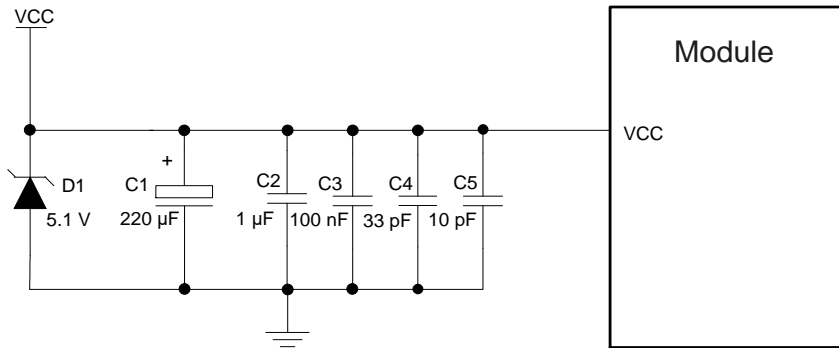 VCC
Module
VCC
+
D1
5.1 V
C1
220 µF
C2
1 µF
C3
100 nF
C4
33 pF
C5
10 pF